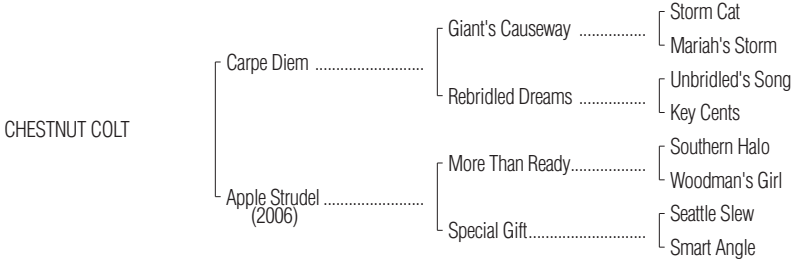 Storm Cat
Giant's Causeway ................
Mariah's Storm
Carpe Diem ..........................
Unbridled's Song
Rebridled Dreams ................
Key Cents
CHESTNUT COLT
Southern Halo
More Than Ready..................
Woodman's Girl
Apple Strudel ........................
(2006)
Seattle Slew
Special Gift............................
Smart Angle